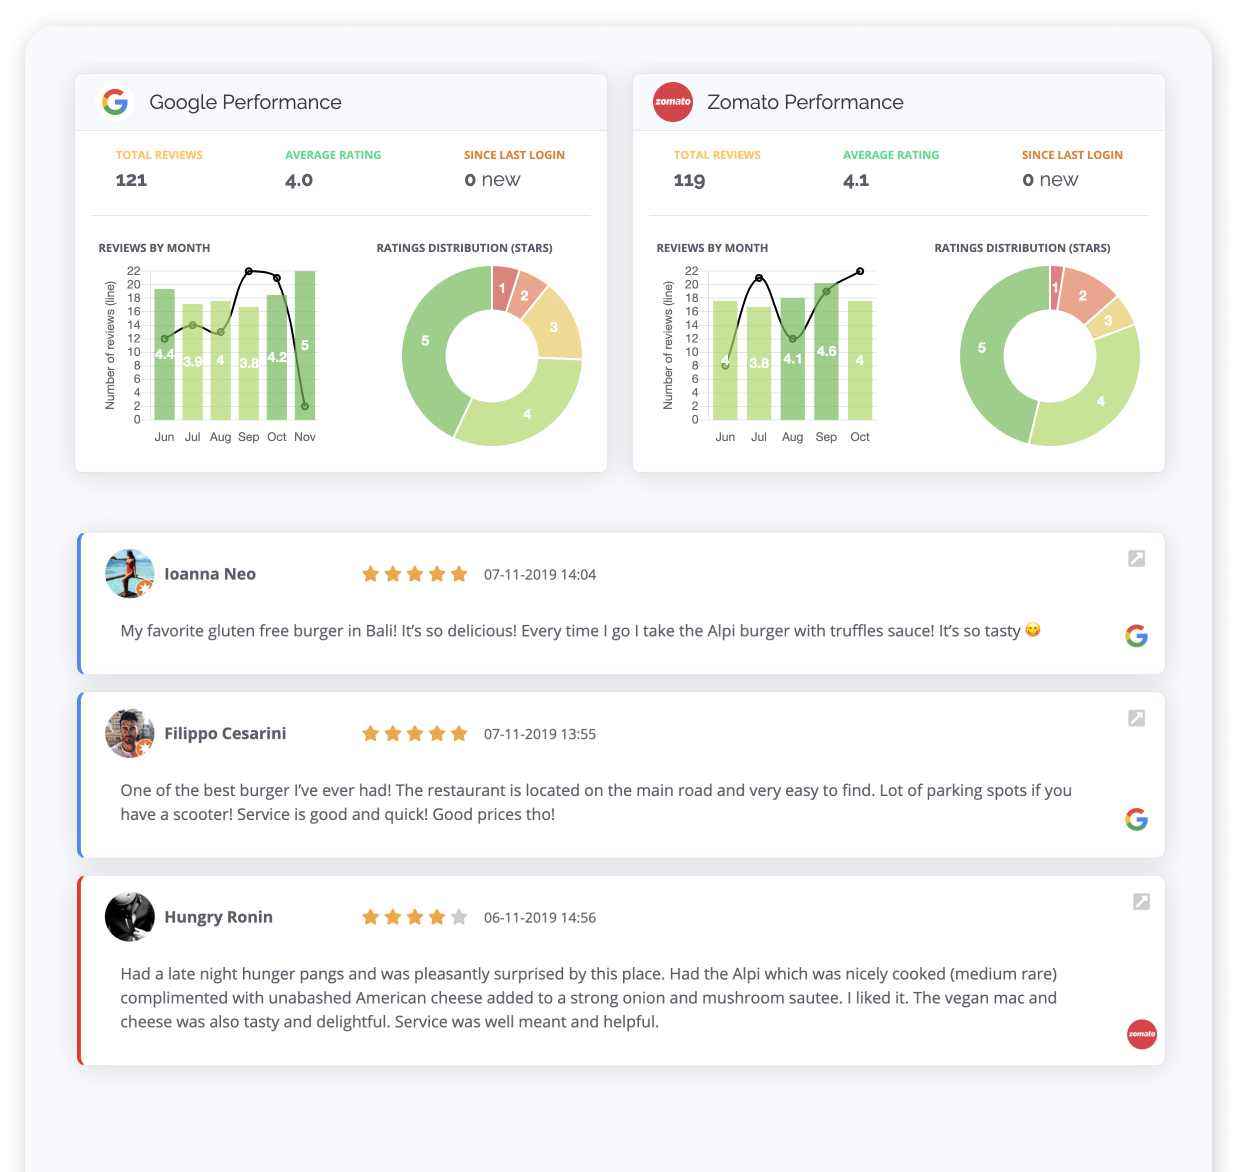 Google Performance
TOTAL REVIEWS
AVERAGE RATING
SINCE LAST LOGIN
121
4.0
0 new
REVIEWS BY MONTH
RATINGS DISTRIBUTION (STARS)
Number of reviews (line)
22
20
18
16
14
12
10
8
6
4
2
0
4.4
3.9
4
3.8
4.2
5
Jun Jul Aug Sep Oct Nov
1
2
3
4
5
zomato
Zomato Performance
TOTAL REVIEWS
AVERAGE RATING
SINCE LAST LOGIN
119
4.1
0 new
REVIEWS BY MONTH
RATINGS DISTRIBUTION (STARS)
Number of reviews (line)
22
20
18
16
14
12
10
8
6
4
2
0
4
3.8
4.1
4.6
4
Jun Jul Aug Sep Oct
1
2
3
4
5
Ioanna Neo
07-11-2019 14:04
My favorite gluten free burger in Bali! It’s so delicious! Every time I go I take the Alpi burger with truffles sauce! It’s so tasty 😋
Filippo Cesarini
07-11-2019 13:55
One of the best burger I’ve ever had! The restaurant is located on the main road and very easy to find. Lot of parking spots if you
have a scooter! Service is good and quick! Good prices tho!
Hungry Ronin
06-11-2019 14:56
Had a late night hunger pangs and was pleasantly surprised by this place. Had the Alpi which was nicely cooked (medium rare)
complimented with unabashed American cheese added to a strong onion and mushroom sautee. I liked it. The vegan mac and
cheese was also tasty and delightful. Service was well meant and helpful.
zomato